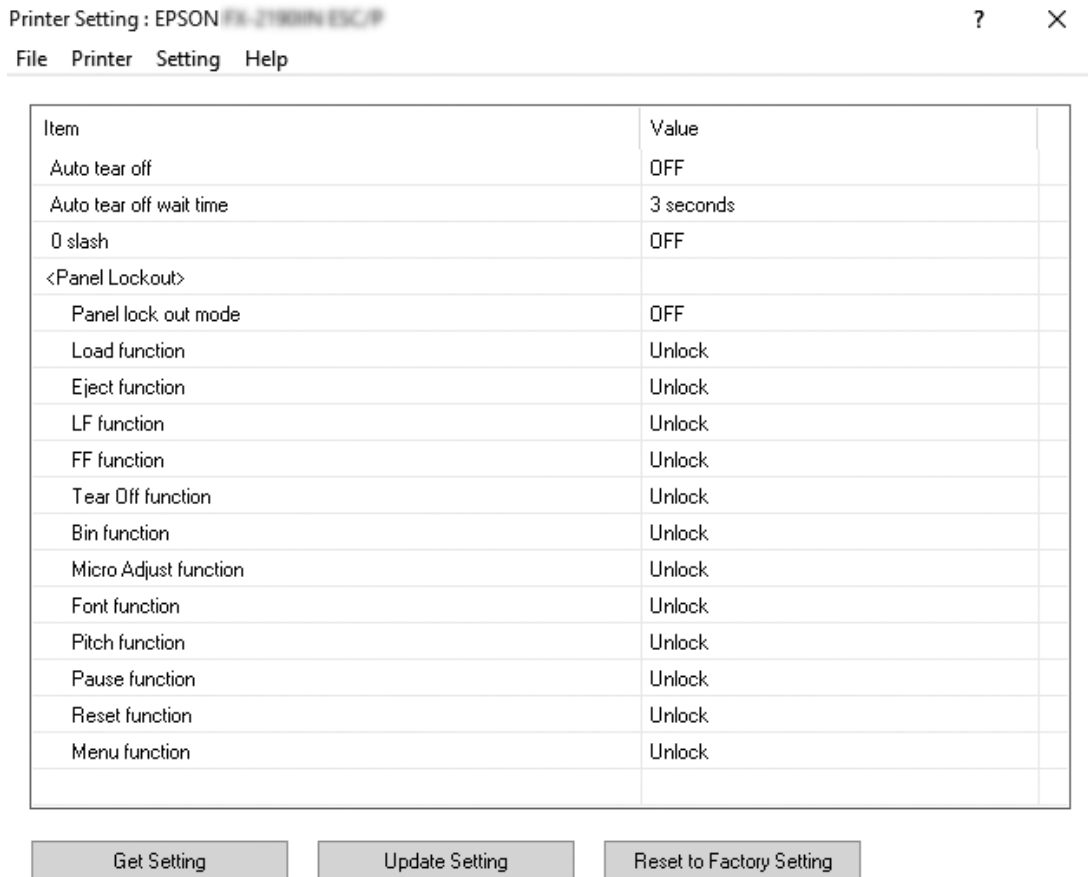 Printer Setting : EPSON
File Printer Setting Help
Item Value
Auto tear off OFF
Auto tear off wait time 3 seconds
0 slash OFF
<Panel Lockout>
Panel lock out mode OFF
Load function Unlock
Eject function Unlock
LF function Unlock
FF function Unlock
Tear Off function Unlock
Bin function Unlock
Micro Adjust function Unlock
Font function Unlock
Pitch function Unlock
Pause function Unlock
Reset function Unlock
Menu function Unlock
Get Setting Update Setting Reset to Factory Setting